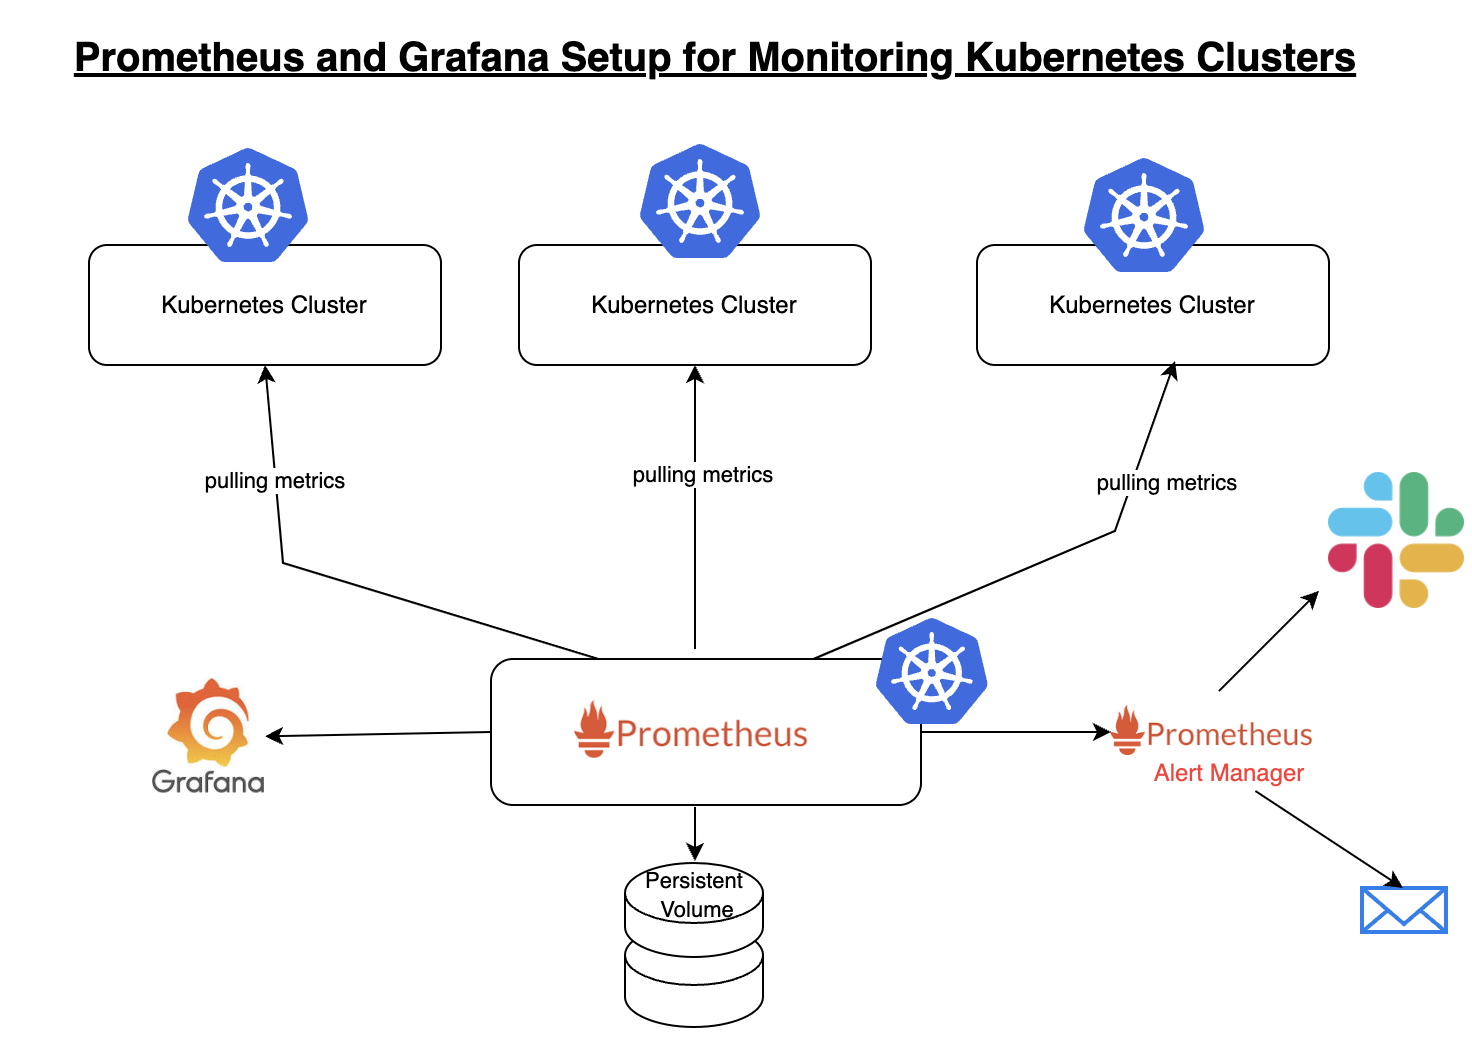 Prometheus and Grafana Setup for Monitoring Kubernetes Clusters
Kubernetes Cluster
Kubernetes Cluster
Kubernetes Cluster
pulling metrics
pulling metrics
pulling metrics
Grafana
Prometheus
Prometheus
Alert Manager
Persistent
Volume